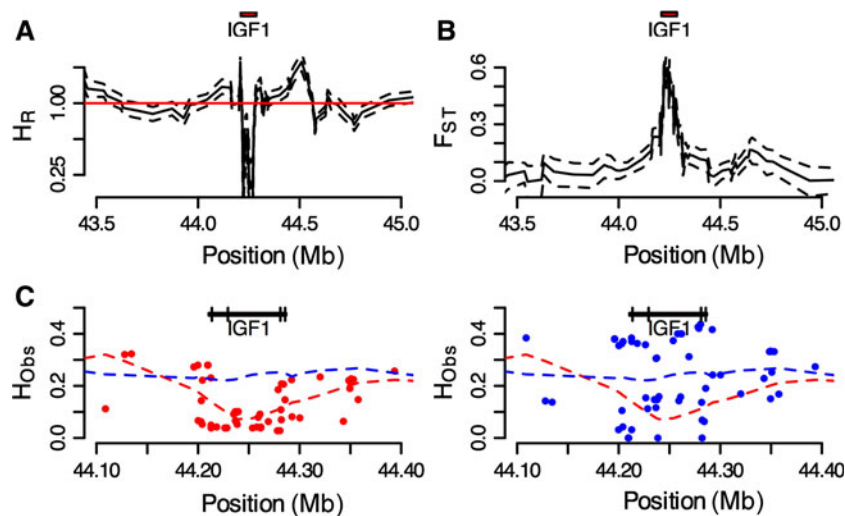 A
IGF1
H_R
1.00
0.25
43.5 44.0 44.5 45.0
Position (Mb)
B
IGF1
F_ST
0.6
0.3
0.0
43.5 44.0 44.5 45.0
Position (Mb)
C
IGF1
H_Obs
0.4
0.2
0.0
44.10 44.20 44.30 44.40
Position (Mb)
IGF1
H_Obs
0.4
0.2
0.0
44.10 44.20 44.30 44.40
Position (Mb)